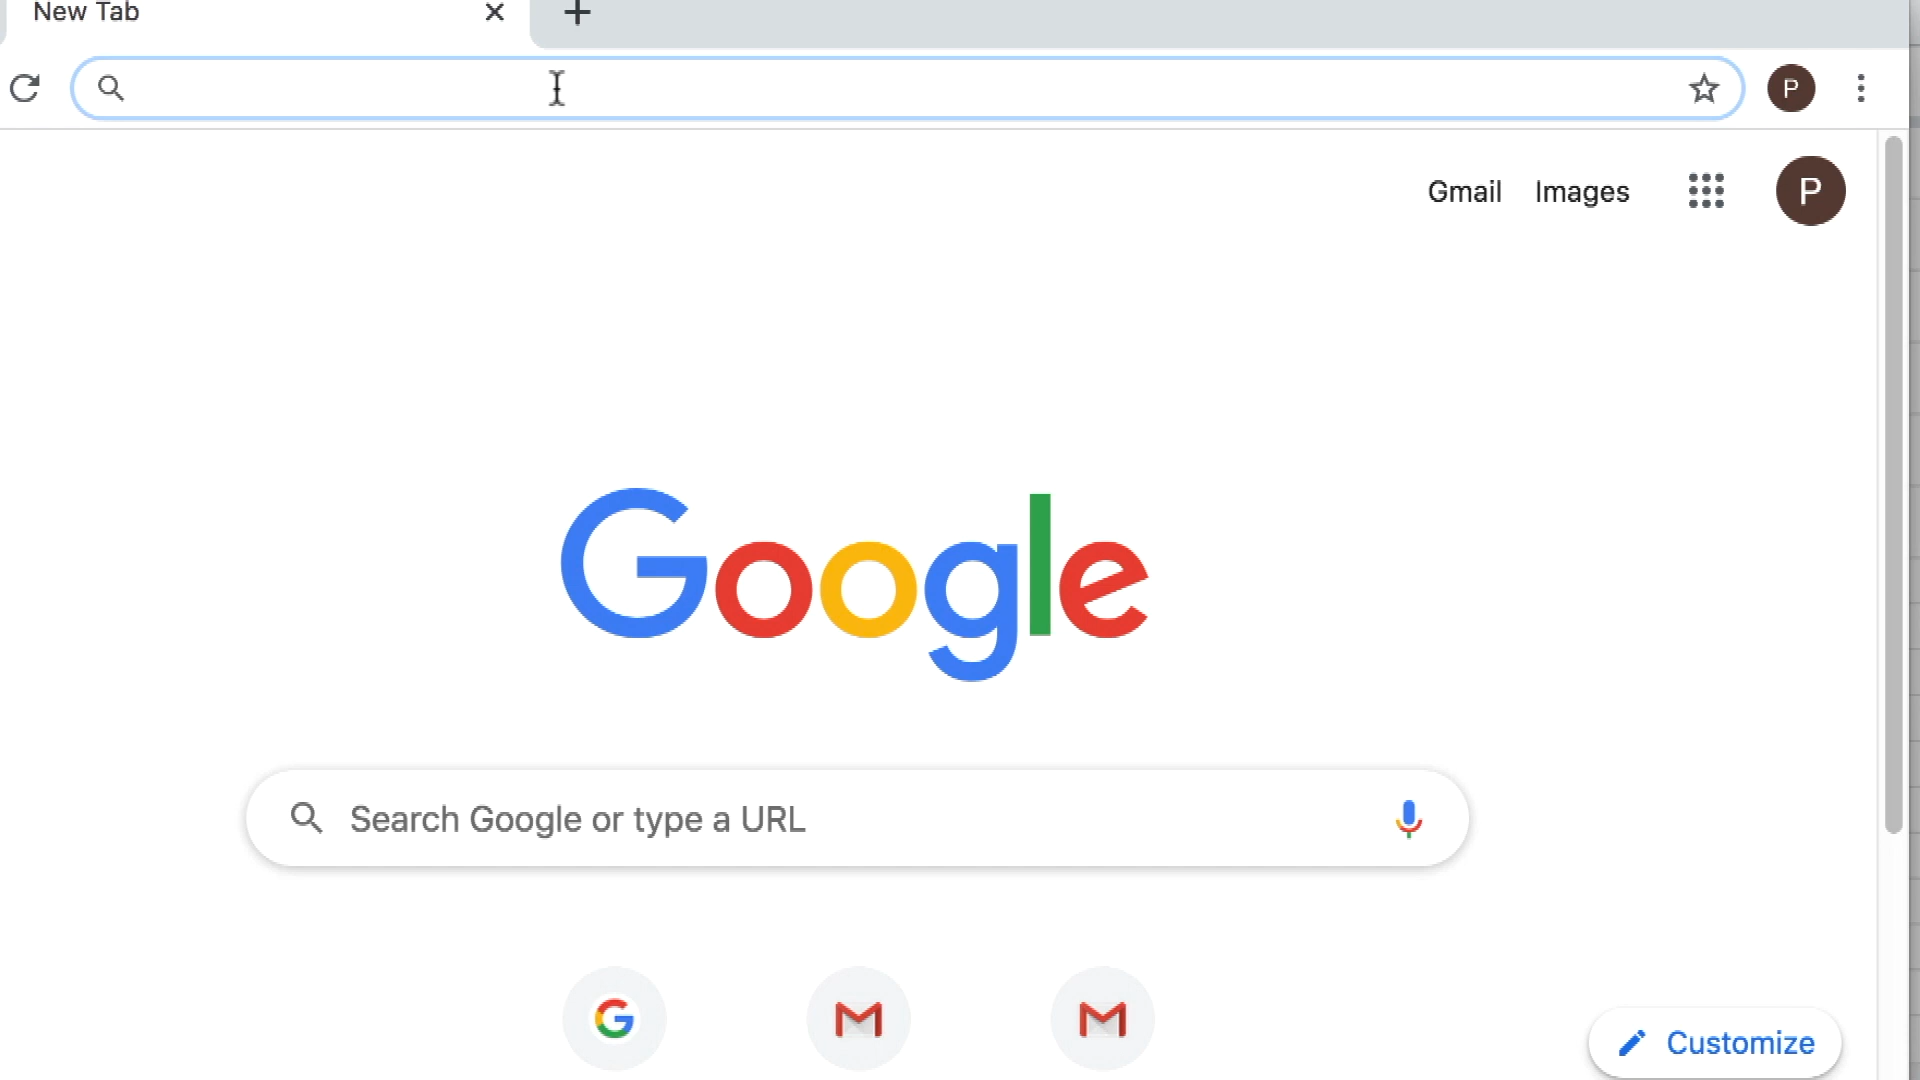 New Tab
P
Gmail Images P
Google
Search Google or type a URL
G M M
Customize